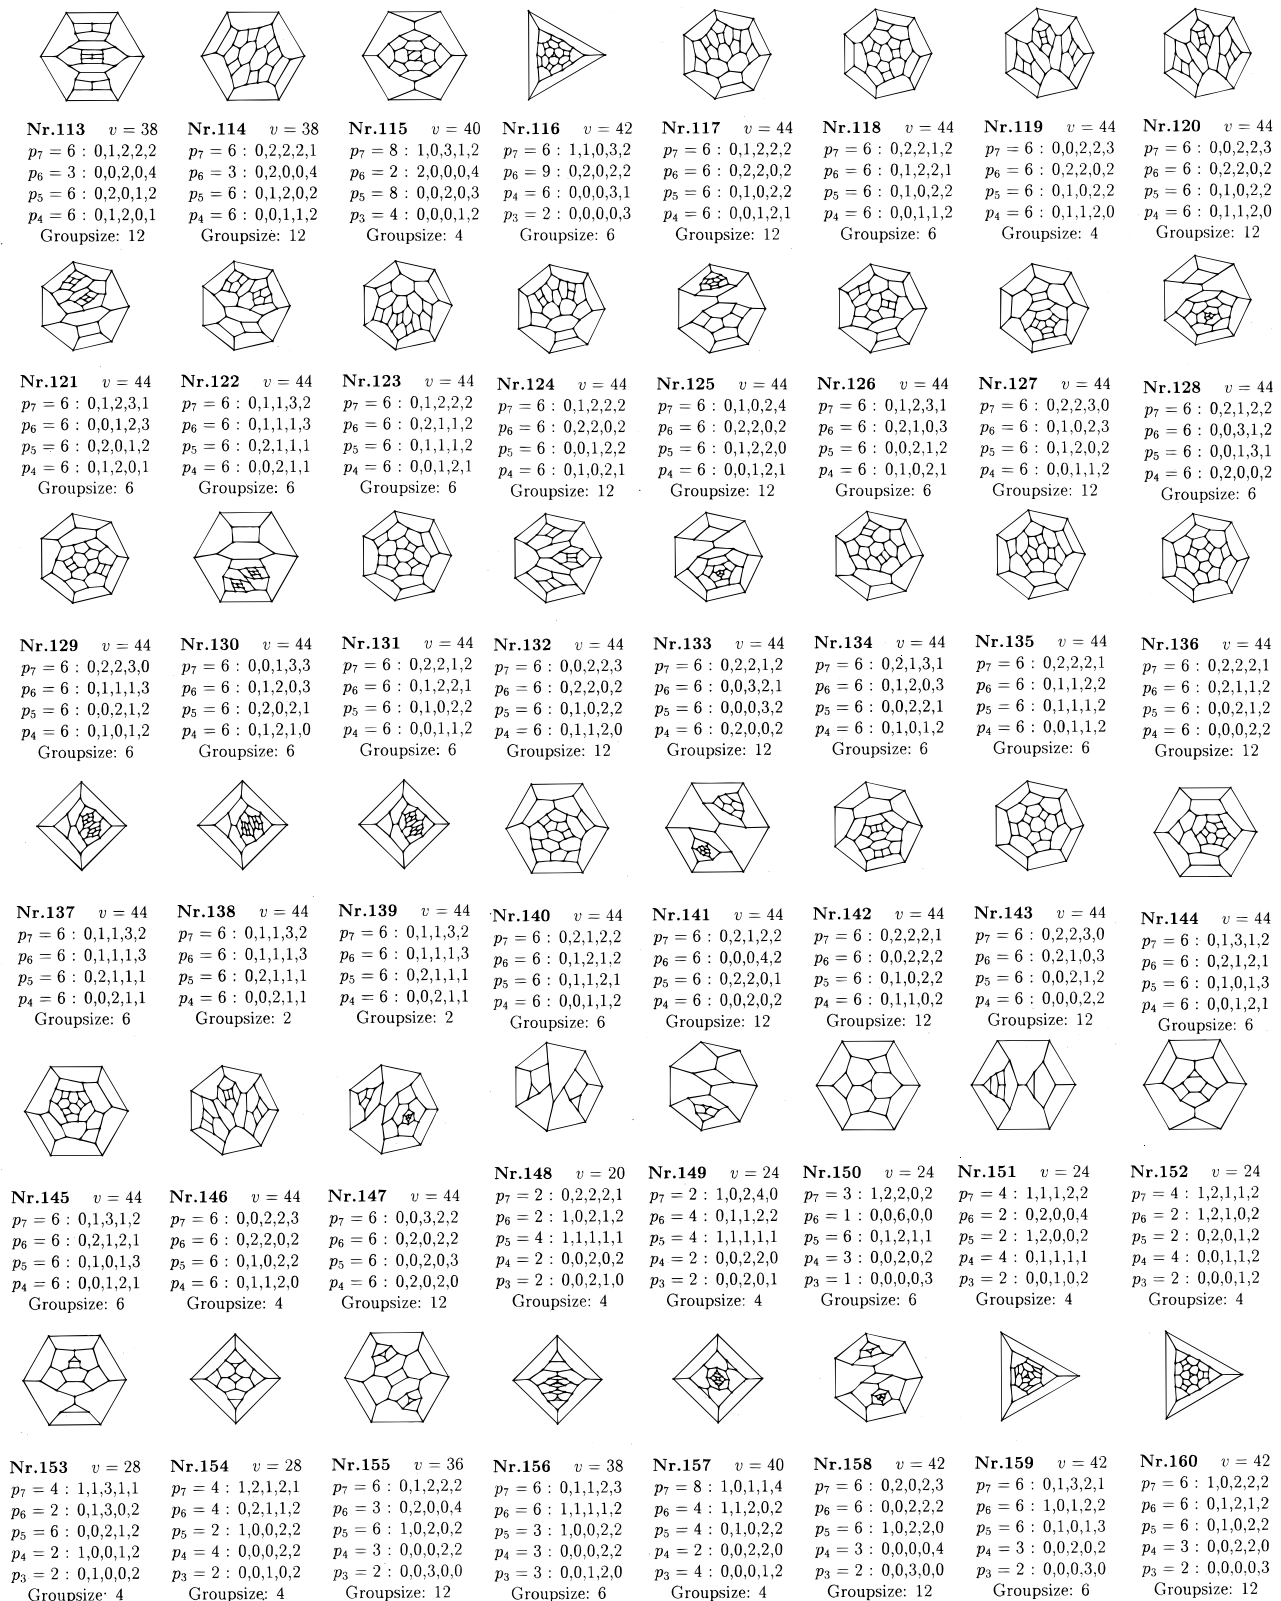 Nr.113 v = 38
p7 = 6 : 0,1,2,2,2
p6 = 3 : 0,0,2,0,4
p5 = 6 : 0,2,0,1,2
p4 = 6 : 0,1,2,0,1
Groupsize: 12
Nr.114 v = 38
p7 = 6 : 0,2,2,2,1
p6 = 3 : 0,2,0,0,4
p5 = 6 : 0,1,2,0,2
p4 = 6 : 0,0,1,1,2
Groupsize: 12
Nr.115 v = 40
p7 = 8 : 1,0,3,1,2
p6 = 2 : 2,0,0,0,4
p5 = 8 : 0,0,2,0,3
p3 = 4 : 0,0,0,1,2
Groupsize: 4
Nr.116 v = 42
p7 = 6 : 1,1,0,3,2
p6 = 9 : 0,2,0,2,2
p4 = 6 : 0,0,0,3,1
p3 = 2 : 0,0,0,0,3
Groupsize: 6
Nr.117 v = 44
p7 = 6 : 0,1,2,2,2
p6 = 6 : 0,2,2,0,2
p5 = 6 : 0,1,0,2,2
p4 = 6 : 0,0,1,2,1
Groupsize: 12
Nr.118 v = 44
p7 = 6 : 0,2,2,1,2
p6 = 6 : 0,1,2,2,1
p5 = 6 : 0,1,0,2,2
p4 = 6 : 0,0,1,1,2
Groupsize: 6
Nr.119 v = 44
p7 = 6 : 0,0,2,2,3
p6 = 6 : 0,2,2,0,2
p5 = 6 : 0,1,0,2,2
p4 = 6 : 0,1,1,2,0
Groupsize: 4
Nr.120 v = 44
p7 = 6 : 0,0,2,2,3
p6 = 6 : 0,2,2,0,2
p5 = 6 : 0,1,0,2,2
p4 = 6 : 0,1,1,2,0
Groupsize: 12
Nr.121 v = 44
p7 = 6 : 0,1,2,3,1
p6 = 6 : 0,0,1,2,3
p5 = 6 : 0,2,0,1,2
p4 = 6 : 0,1,2,0,1
Groupsize: 6
Nr.122 v = 44
p7 = 6 : 0,1,1,3,2
p6 = 6 : 0,1,1,1,3
p5 = 6 : 0,2,1,1,1
p4 = 6 : 0,0,2,1,1
Groupsize: 6
Nr.123 v = 44
p7 = 6 : 0,1,2,2,2
p6 = 6 : 0,2,1,1,2
p5 = 6 : 0,1,1,1,2
p4 = 6 : 0,0,1,2,1
Groupsize: 6
Nr.124 v = 44
p7 = 6 : 0,1,2,2,2
p6 = 6 : 0,2,2,0,2
p5 = 6 : 0,0,1,2,2
p4 = 6 : 0,1,0,2,1
Groupsize: 12
Nr.125 v = 44
p7 = 6 : 0,1,0,2,4
p6 = 6 : 0,2,2,0,2
p5 = 6 : 0,1,2,2,0
p4 = 6 : 0,0,1,2,1
Groupsize: 12
Nr.126 v = 44
p7 = 6 : 0,1,2,3,1
p6 = 6 : 0,2,1,0,3
p5 = 6 : 0,0,2,1,2
p4 = 6 : 0,1,0,2,1
Groupsize: 6
Nr.127 v = 44
p7 = 6 : 0,2,2,3,0
p6 = 6 : 0,1,0,2,3
p5 = 6 : 0,1,2,0,2
p4 = 6 : 0,0,1,1,2
Groupsize: 12
Nr.128 v = 44
p7 = 6 : 0,2,1,2,2
p6 = 6 : 0,0,3,1,2
p5 = 6 : 0,0,1,3,1
p4 = 6 : 0,2,0,0,2
Groupsize: 6
Nr.129 v = 44
p7 = 6 : 0,2,2,3,0
p6 = 6 : 0,1,1,1,3
p5 = 6 : 0,0,2,1,2
p4 = 6 : 0,1,0,1,2
Groupsize: 6
Nr.130 v = 44
p7 = 6 : 0,0,1,3,3
p6 = 6 : 0,1,2,0,3
p5 = 6 : 0,2,0,2,1
p4 = 6 : 0,1,2,1,0
Groupsize: 6
Nr.131 v = 44
p7 = 6 : 0,2,2,1,2
p6 = 6 : 0,1,2,2,1
p5 = 6 : 0,1,0,2,2
p4 = 6 : 0,0,1,1,2
Groupsize: 6
Nr.132 v = 44
p7 = 6 : 0,0,2,2,3
p6 = 6 : 0,2,2,0,2
p5 = 6 : 0,1,0,2,2
p4 = 6 : 0,1,1,2,0
Groupsize: 12
Nr.133 v = 44
p7 = 6 : 0,2,2,1,2
p6 = 6 : 0,0,3,2,1
p5 = 6 : 0,0,0,3,2
p4 = 6 : 0,2,0,0,2
Groupsize: 12
Nr.134 v = 44
p7 = 6 : 0,2,1,3,1
p6 = 6 : 0,1,2,0,3
p5 = 6 : 0,0,2,2,1
p4 = 6 : 0,1,0,1,2
Groupsize: 6
Nr.135 v = 44
p7 = 6 : 0,2,2,2,1
p6 = 6 : 0,1,1,2,2
p5 = 6 : 0,1,1,1,2
p4 = 6 : 0,0,1,1,2
Groupsize: 6
Nr.136 v = 44
p7 = 6 : 0,2,2,2,1
p6 = 6 : 0,2,1,1,2
p5 = 6 : 0,0,2,1,2
p4 = 6 : 0,0,0,2,2
Groupsize: 12
Nr.137 v = 44
p7 = 6 : 0,1,1,3,2
p6 = 6 : 0,1,1,1,3
p5 = 6 : 0,2,1,1,1
p4 = 6 : 0,0,2,1,1
Groupsize: 6
Nr.138 v = 44
p7 = 6 : 0,1,1,3,2
p6 = 6 : 0,1,1,1,3
p5 = 6 : 0,2,1,1,1
p4 = 6 : 0,0,2,1,1
Groupsize: 2
Nr.139 v = 44
p7 = 6 : 0,1,1,3,2
p6 = 6 : 0,1,1,1,3
p5 = 6 : 0,2,1,1,1
p4 = 6 : 0,0,2,1,1
Groupsize: 2
Nr.140 v = 44
p7 = 6 : 0,2,1,2,2
p6 = 6 : 0,1,2,1,2
p5 = 6 : 0,1,1,2,1
p4 = 6 : 0,0,1,1,2
Groupsize: 6
Nr.141 v = 44
p7 = 6 : 0,2,1,2,2
p6 = 6 : 0,0,0,4,2
p5 = 6 : 0,2,2,0,1
p4 = 6 : 0,0,2,0,2
Groupsize: 12
Nr.142 v = 44
p7 = 6 : 0,2,2,2,1
p6 = 6 : 0,0,2,2,2
p5 = 6 : 0,1,0,2,2
p4 = 6 : 0,1,1,0,2
Groupsize: 12
Nr.143 v = 44
p7 = 6 : 0,2,2,3,0
p6 = 6 : 0,2,1,0,3
p5 = 6 : 0,0,2,1,2
p4 = 6 : 0,0,0,2,2
Groupsize: 12
Nr.144 v = 44
p7 = 6 : 0,1,3,1,2
p6 = 6 : 0,2,1,2,1
p5 = 6 : 0,1,0,1,3
p4 = 6 : 0,0,1,2,1
Groupsize: 6
Nr.145 v = 44
p7 = 6 : 0,1,3,1,2
p6 = 6 : 0,2,1,2,1
p5 = 6 : 0,1,0,1,3
p4 = 6 : 0,0,1,2,1
Groupsize: 6
Nr.146 v = 44
p7 = 6 : 0,0,2,2,3
p6 = 6 : 0,2,2,0,2
p5 = 6 : 0,1,0,2,2
p4 = 6 : 0,1,1,2,0
Groupsize: 4
Nr.147 v = 44
p7 = 6 : 0,0,3,2,2
p6 = 6 : 0,2,0,2,2
p5 = 6 : 0,0,2,0,3
p4 = 6 : 0,2,0,2,0
Groupsize: 12
Nr.148 v = 20
p7 = 2 : 0,2,2,2,1
p6 = 2 : 1,0,2,1,2
p5 = 4 : 1,1,1,1,1
p4 = 2 : 0,0,2,0,2
p3 = 2 : 0,0,2,1,0
Groupsize: 4
Nr.149 v = 24
p7 = 2 : 1,0,2,4,0
p6 = 4 : 0,1,1,2,2
p5 = 4 : 1,1,1,1,1
p4 = 2 : 0,0,2,2,0
p3 = 2 : 0,0,2,0,1
Groupsize: 4
Nr.150 v = 24
p7 = 3 : 1,2,2,0,2
p6 = 1 : 0,0,6,0,0
p5 = 6 : 0,1,2,1,1
p4 = 3 : 0,0,2,0,2
p3 = 1 : 0,0,0,0,3
Groupsize: 6
Nr.151 v = 24
p7 = 4 : 1,1,1,2,2
p6 = 2 : 0,2,0,0,4
p5 = 2 : 1,2,0,0,2
p4 = 4 : 0,1,1,1,1
p3 = 2 : 0,0,1,0,2
Groupsize: 4
Nr.152 v = 24
p7 = 4 : 1,2,1,1,2
p6 = 2 : 1,2,1,0,2
p5 = 2 : 0,2,0,1,2
p4 = 4 : 0,0,1,1,2
p3 = 2 : 0,0,0,1,2
Groupsize: 4
Nr.153 v = 28
p7 = 4 : 1,1,3,1,1
p6 = 2 : 0,1,3,0,2
p5 = 6 : 0,0,2,1,2
p4 = 2 : 1,0,0,1,2
p3 = 2 : 0,1,0,0,2
Groupsize: 4
Nr.154 v = 28
p7 = 4 : 1,2,1,2,1
p6 = 4 : 0,2,1,1,2
p5 = 2 : 1,0,0,2,2
p4 = 4 : 0,0,0,2,2
p3 = 2 : 0,0,1,0,2
Groupsize: 4
Nr.155 v = 36
p7 = 6 : 0,1,2,2,2
p6 = 3 : 0,2,0,0,4
p5 = 6 : 1,0,2,0,2
p4 = 3 : 0,0,0,2,2
p3 = 2 : 0,0,3,0,0
Groupsize: 12
Nr.156 v = 38
p7 = 6 : 0,1,1,2,3
p6 = 6 : 1,1,1,1,2
p5 = 3 : 1,0,0,2,2
p4 = 3 : 0,0,0,2,2
p3 = 3 : 0,0,1,2,0
Groupsize: 6
Nr.157 v = 40
p7 = 8 : 1,0,1,1,4
p6 = 4 : 1,1,2,0,2
p5 = 4 : 0,1,0,2,2
p4 = 2 : 0,0,2,2,0
p3 = 4 : 0,0,0,1,2
Groupsize: 4
Nr.158 v = 42
p7 = 6 : 0,2,0,2,3
p6 = 6 : 0,0,2,2,2
p5 = 6 : 1,0,2,2,0
p4 = 3 : 0,0,0,0,4
p3 = 2 : 0,0,3,0,0
Groupsize: 12
Nr.159 v = 42
p7 = 6 : 0,1,3,2,1
p6 = 6 : 1,0,1,2,2
p5 = 6 : 0,1,0,1,3
p4 = 3 : 0,0,2,0,2
p3 = 2 : 0,0,0,3,0
Groupsize: 6
Nr.160 v = 42
p7 = 6 : 1,0,2,2,2
p6 = 6 : 0,1,2,1,2
p5 = 6 : 0,1,0,2,2
p4 = 3 : 0,0,2,2,0
p3 = 2 : 0,0,0,0,3
Groupsize: 12